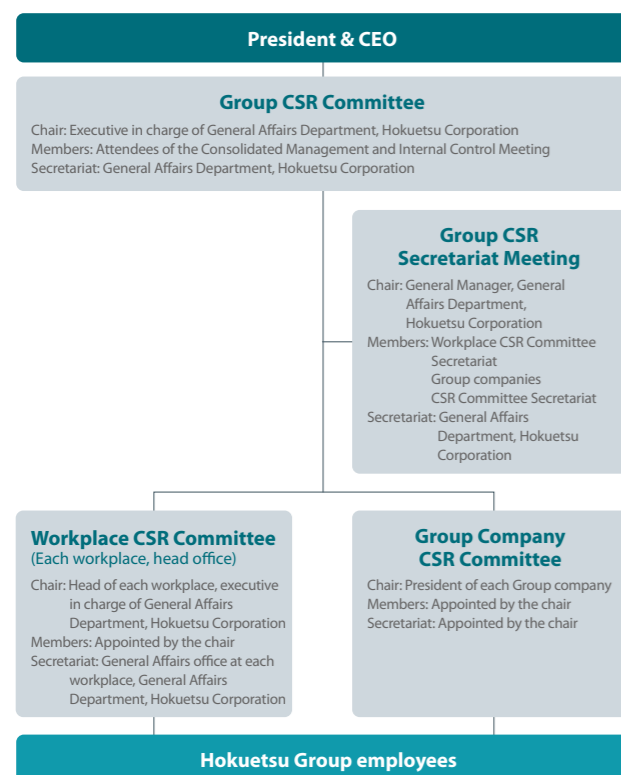 President & CEO
Group CSR Committee
Chair: Executive in charge of General Affairs Department, Hokuetsu Corporation
Members: Attendees of the Consolidated Management and Internal Control Meeting
Secretariat: General Affairs Department, Hokuetsu Corporation
Group CSR
Secretariat Meeting
Chair: General Manager, General
Affairs Department,
Hokuetsu Corporation
Members: Workplace CSR Committee
Secretariat
Group companies
CSR Committee Secretariat
Secretariat: General Affairs
Department, Hokuetsu
Corporation
Workplace CSR Committee
(Each workplace, head office)
Chair: Head of each workplace, executive
in charge of General Affairs
Department, Hokuetsu Corporation
Members: Appointed by the chair
Secretariat: General Affairs office at each
workplace, General Affairs
Department, Hokuetsu Corporation
Group Company
CSR Committee
Chair: President of each Group company
Members: Appointed by the chair
Secretariat: Appointed by the chair
Hokuetsu Group employees